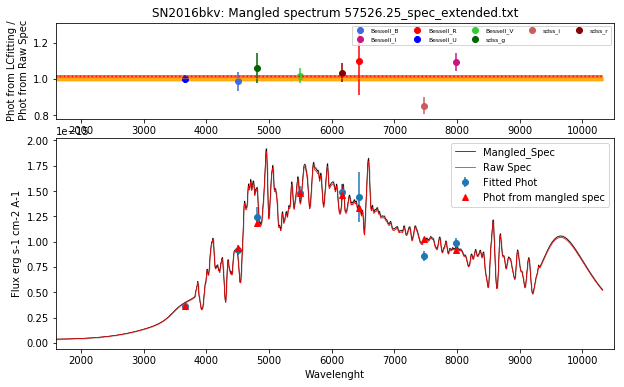 SN2016bkv: Mangled spectrum 57526.25_spec_extended.txt
Phot from LCfitting /
Phot from Raw Spec
1.2
1.0
0.8
Bessell_B
Bessell_I
Bessell_R
Bessell_U
Bessell_V
sdss_g
sdss_i
sdss_r
2000 3000 4000 5000 6000 7000 8000 9000 10000
Flux erg s-1 cm-2 A-1
2.00
1.75
1.50
1.25
1.00
0.75
0.50
0.25
0.00
Mangled_Spec
Raw Spec
Fitted Phot
Phot from mangled spec
2000 3000 4000 5000 6000 7000 8000 9000 10000
Wavelenght